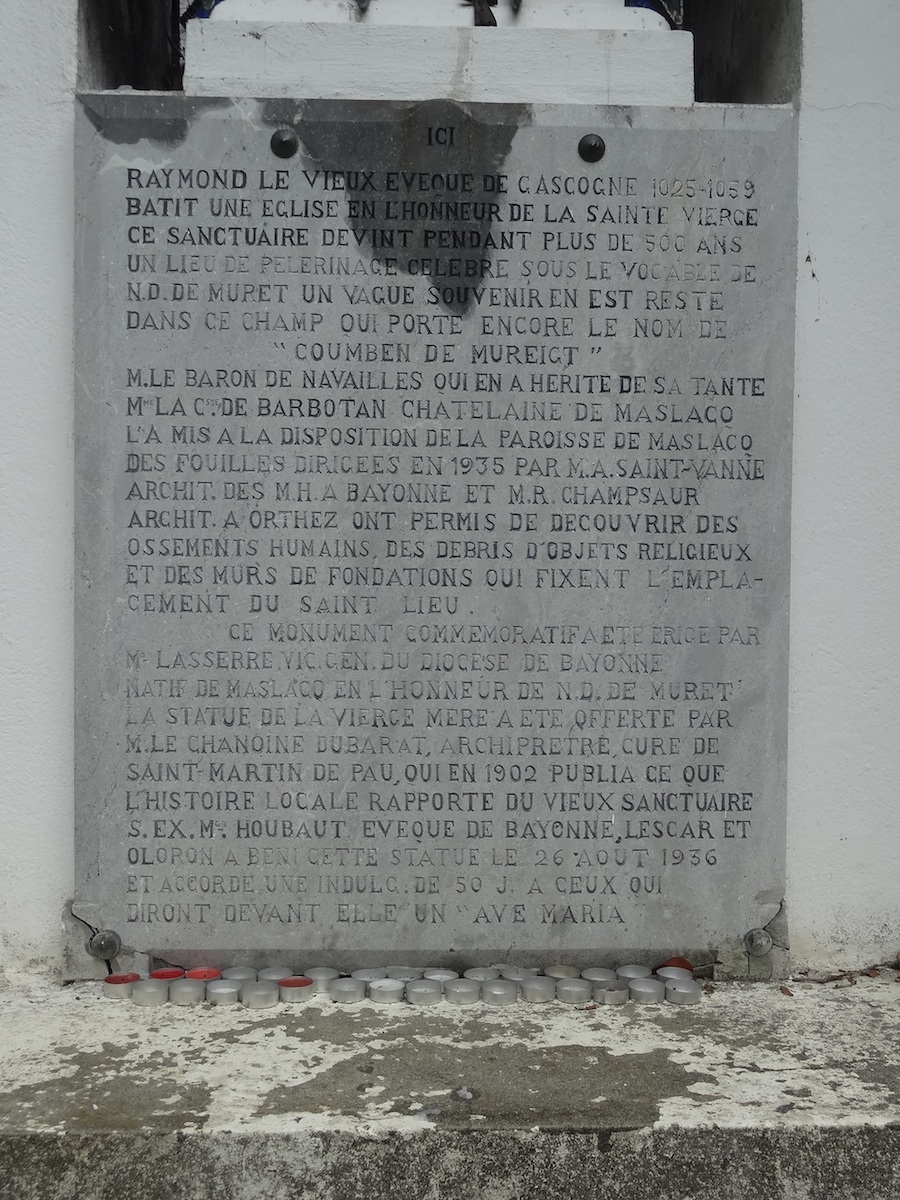 ICI
RAYMOND LE VIEUX EVEQUE DE GASCOGNE 1025-1059
BATIT UNE EGLISE EN L'HONNEUR DE LA SAINTE VIERGE
CE SANCTUAIRE DEVINT PENDANT PLUS DE 500 ANS
UN LIEU DE PELERINAGE CELEBRE SOUS LE VOCABLE DE
N.D. DE MURET UN VAGUE SOUVENIR EN EST RESTE
DANS CE CHAMP QUI PORTE ENCORE LE NOM DE
"COUMBEN DE MUREIGT"
M.LE BARON DE NAVAILLES QUI EN A HERITE DE SA TANTE
Mme LA Csse DE BARBOTAN CHATELAINE DE MASLACQ
L'A MIS A LA DISPOSITION DE LA PAROISSE DE MASLACQ
DES FOUILLES DIRIGEES EN 1935 PAR M.A.SAINT-VANNE
ARCHIT. DES M.H. A BAYONNE ET M.R. CHAMPSAUR
ARCHIT. A ORTHEZ ONT PERMIS DE DECOUVRIR DES
OSSEMENTS HUMAINS, DES DEBRIS D'OBJETS RELIGIEUX
ET DES MURS DE FONDATIONS QUI FIXENT L'EMPLA-
CEMENT DU SAINT LIEU.
CE MONUMENT COMMEMORATIF A ETE ERIGE PAR
Mgr LASSERRE, VIC. GEN. DU DIOCESE DE BAYONNE
NATIF DE MASLACQ EN L'HONNEUR DE N.D. DE MURET
LA STATUE DE LA VIERGE MERE A ETE OFFERTE PAR
M.LE CHANOINE DUBARAT, ARCHIPRETRE, CURE DE
SAINT-MARTIN DE PAU, QUI EN 1902 PUBLIA CE QUE
L'HISTOIRE LOCALE RAPPORTE DU VIEUX SANCTUAIRE
S. EX. Mgr HOUBAUT EVEQUE DE BAYONNE, LESCAR ET
OLORON A BENI CETTE STATUE LE 26 AOUT 1936
ET ACCORDE UNE INDULG. DE 50 J. A CEUX QUI
DIRONT DEVANT ELLE UN "AVE MARIA